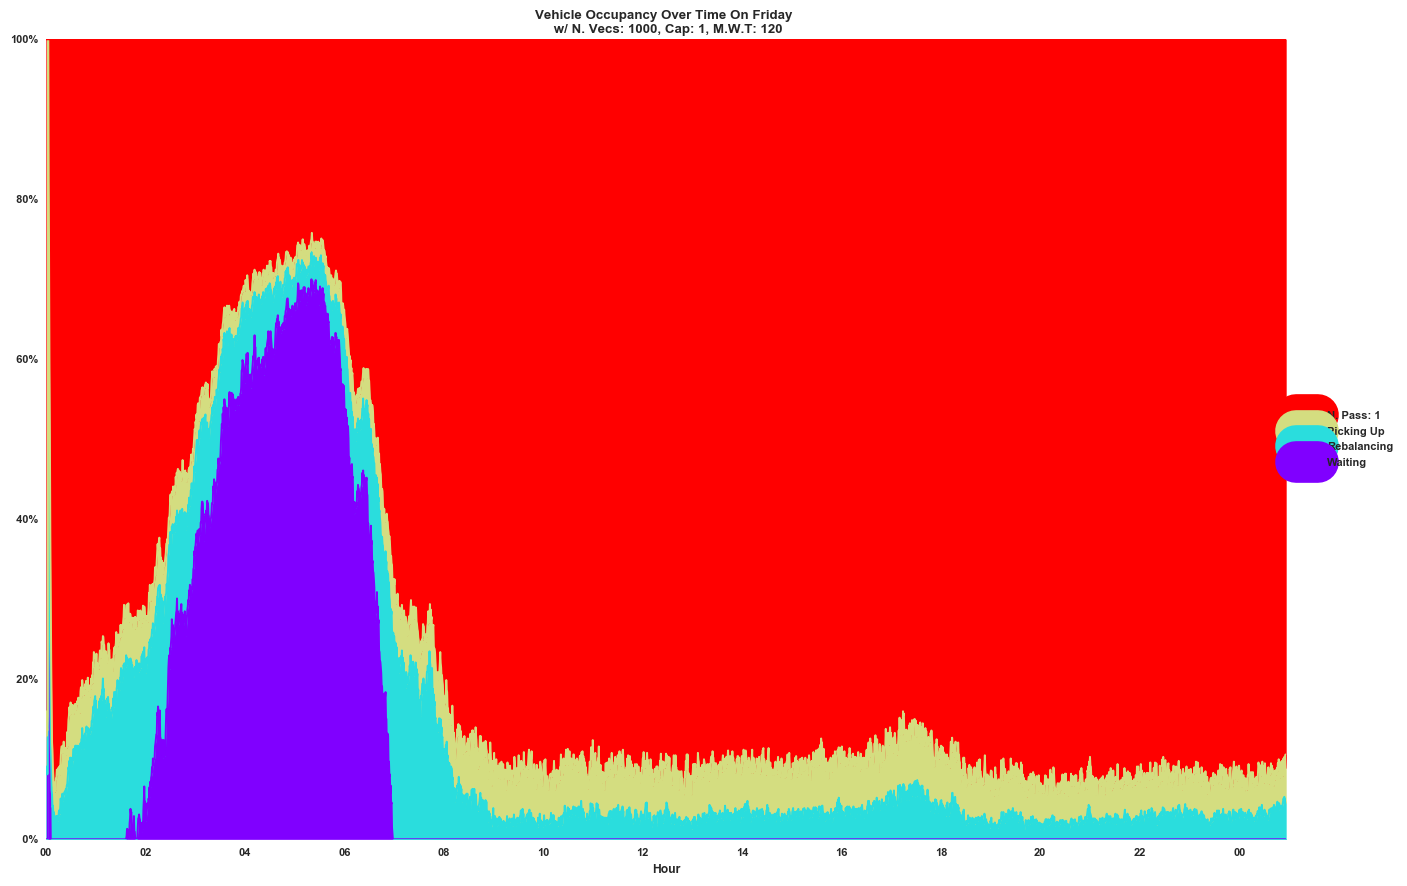 Vehicle Occupancy Over Time On Friday
w/ N. Vecs: 1000, Cap: 1, M.W.T: 120
100%
80%
60%
40%
20%
0%
00 02 04 06 08 10 12 14 16 18 20 22 00
Hour
Pass: 1
Picking Up
Rebalancing
Waiting